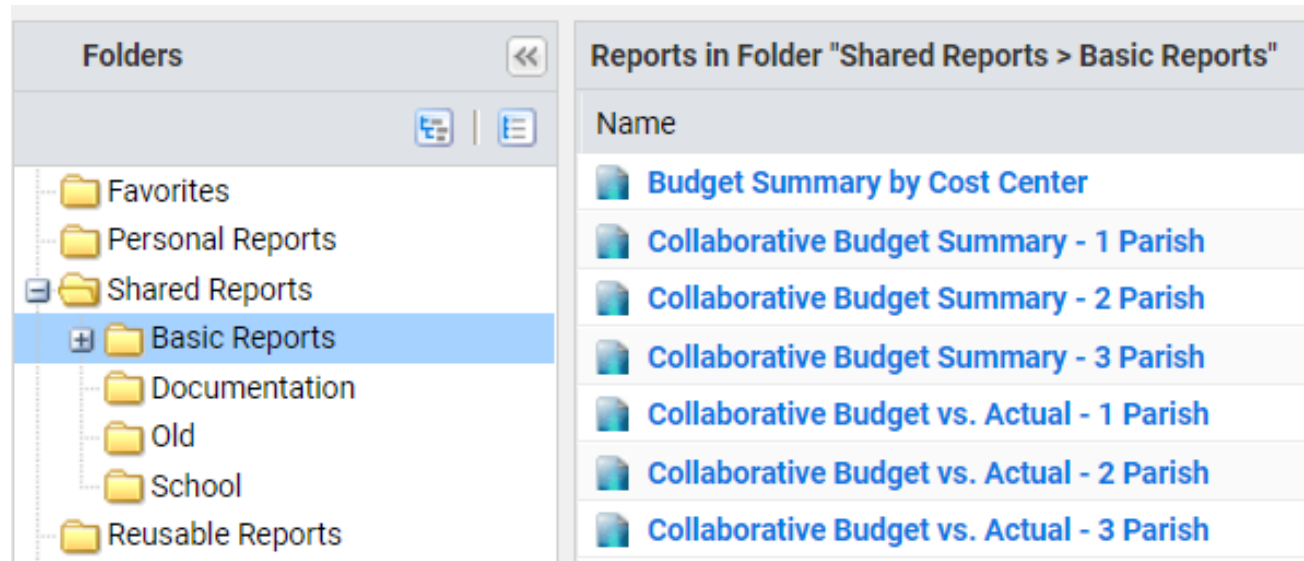 Folders
Favorites
Personal Reports
Shared Reports
Basic Reports
Documentation
Old
School
Reusable Reports
Reports in Folder "Shared Reports > Basic Reports"
Name
Budget Summary by Cost Center
Collaborative Budget Summary - 1 Parish
Collaborative Budget Summary - 2 Parish
Collaborative Budget Summary - 3 Parish
Collaborative Budget vs. Actual - 1 Parish
Collaborative Budget vs. Actual - 2 Parish
Collaborative Budget vs. Actual - 3 Parish